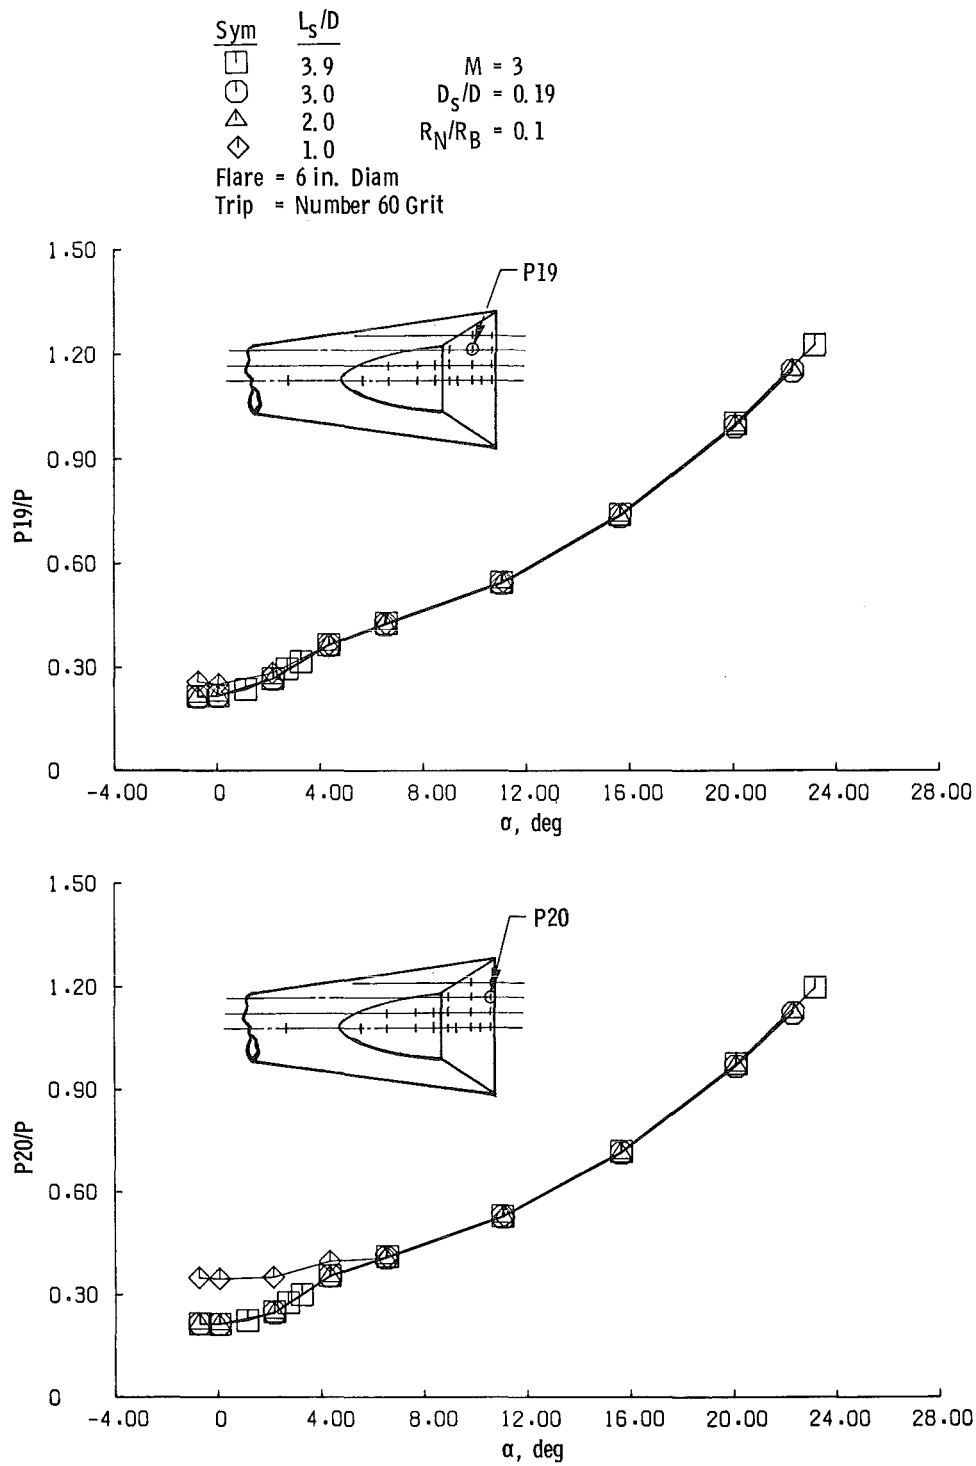 Sym Ls/D
3.9 M = 3
3.0 Ds/D = 0.19
2.0 RN/RB = 0.1
1.0
Flare = 6 in. Diam
Trip = Number 60 Grit
1.50
P19
1.20
0.90
P19/P
0.60
0.30
0
-4.00 0 4.00 8.00 12.00 16.00 20.00 24.00 28.00
α, deg
1.50
P20
1.20
0.90
P20/P
0.60
0.30
0
-4.00 0 4.00 8.00 12.00 16.00 20.00 24.00 28.00
α, deg